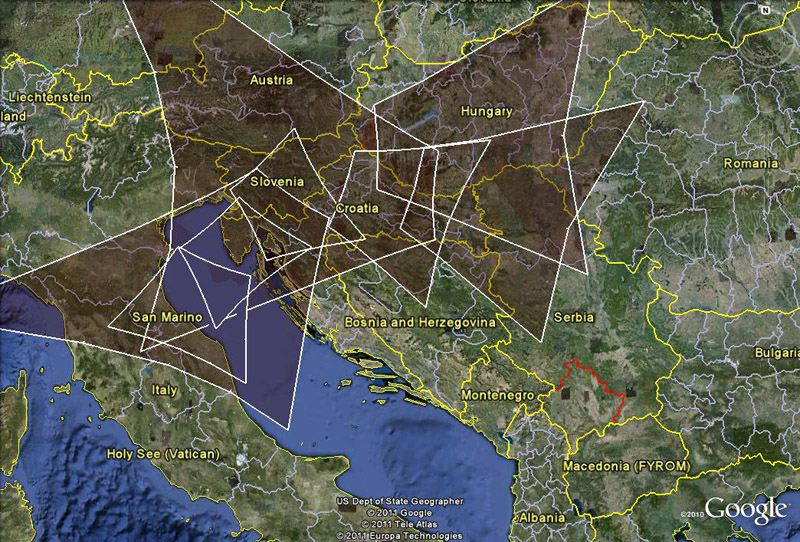 N
Austria
Liechtenstein
land
Hungary
Romania
Slovenia
Croatia
San Marino
Bosnia and Herzegovina
Serbia
Bulgaria
Italy
Montenegro
Holy See (Vatican)
Macedonia (FYROM)
US Dept of State Geographer
© 2011 Google
© 2011 Tele Atlas
© 2011 Europa Technologies
Albania
©2010 Google